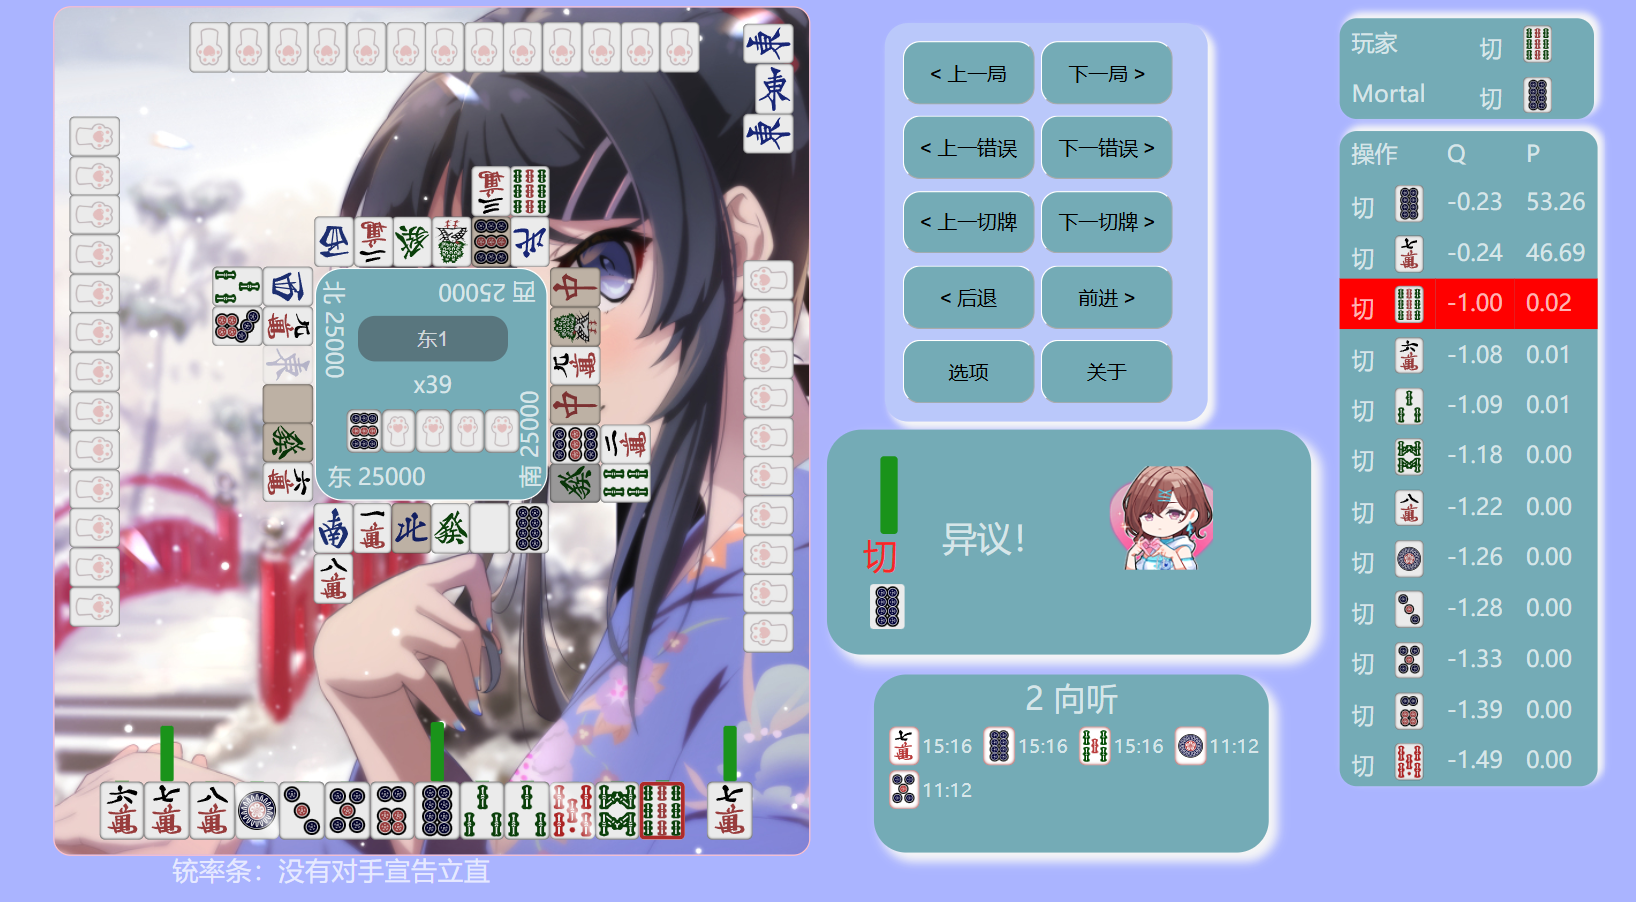 北 25000
西 25000
东1
x39
东 25000
南 25000
铳率条：没有对手宣告立直
< 上一局
下一局 >
< 上一错误
下一错误 >
< 上一切牌
下一切牌 >
< 后退
前进 >
选项
关于
切
异议！
2 向听
15:16
15:16
15:16
11:12
11:12
玩家 切
Mortal 切
操作 Q P
切 -0.23 53.26
切 -0.24 46.69
切 -1.00 0.02
切 -1.08 0.01
切 -1.09 0.01
切 -1.18 0.00
切 -1.22 0.00
切 -1.26 0.00
切 -1.28 0.00
切 -1.33 0.00
切 -1.39 0.00
切 -1.49 0.00